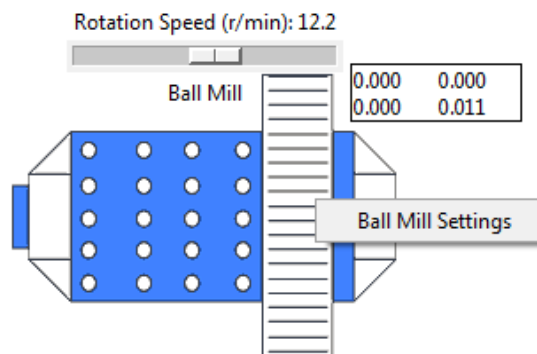 Rotation Speed (r/min): 12.2
Ball Mill
0.000 0.000
0.000 0.011
Ball Mill Settings